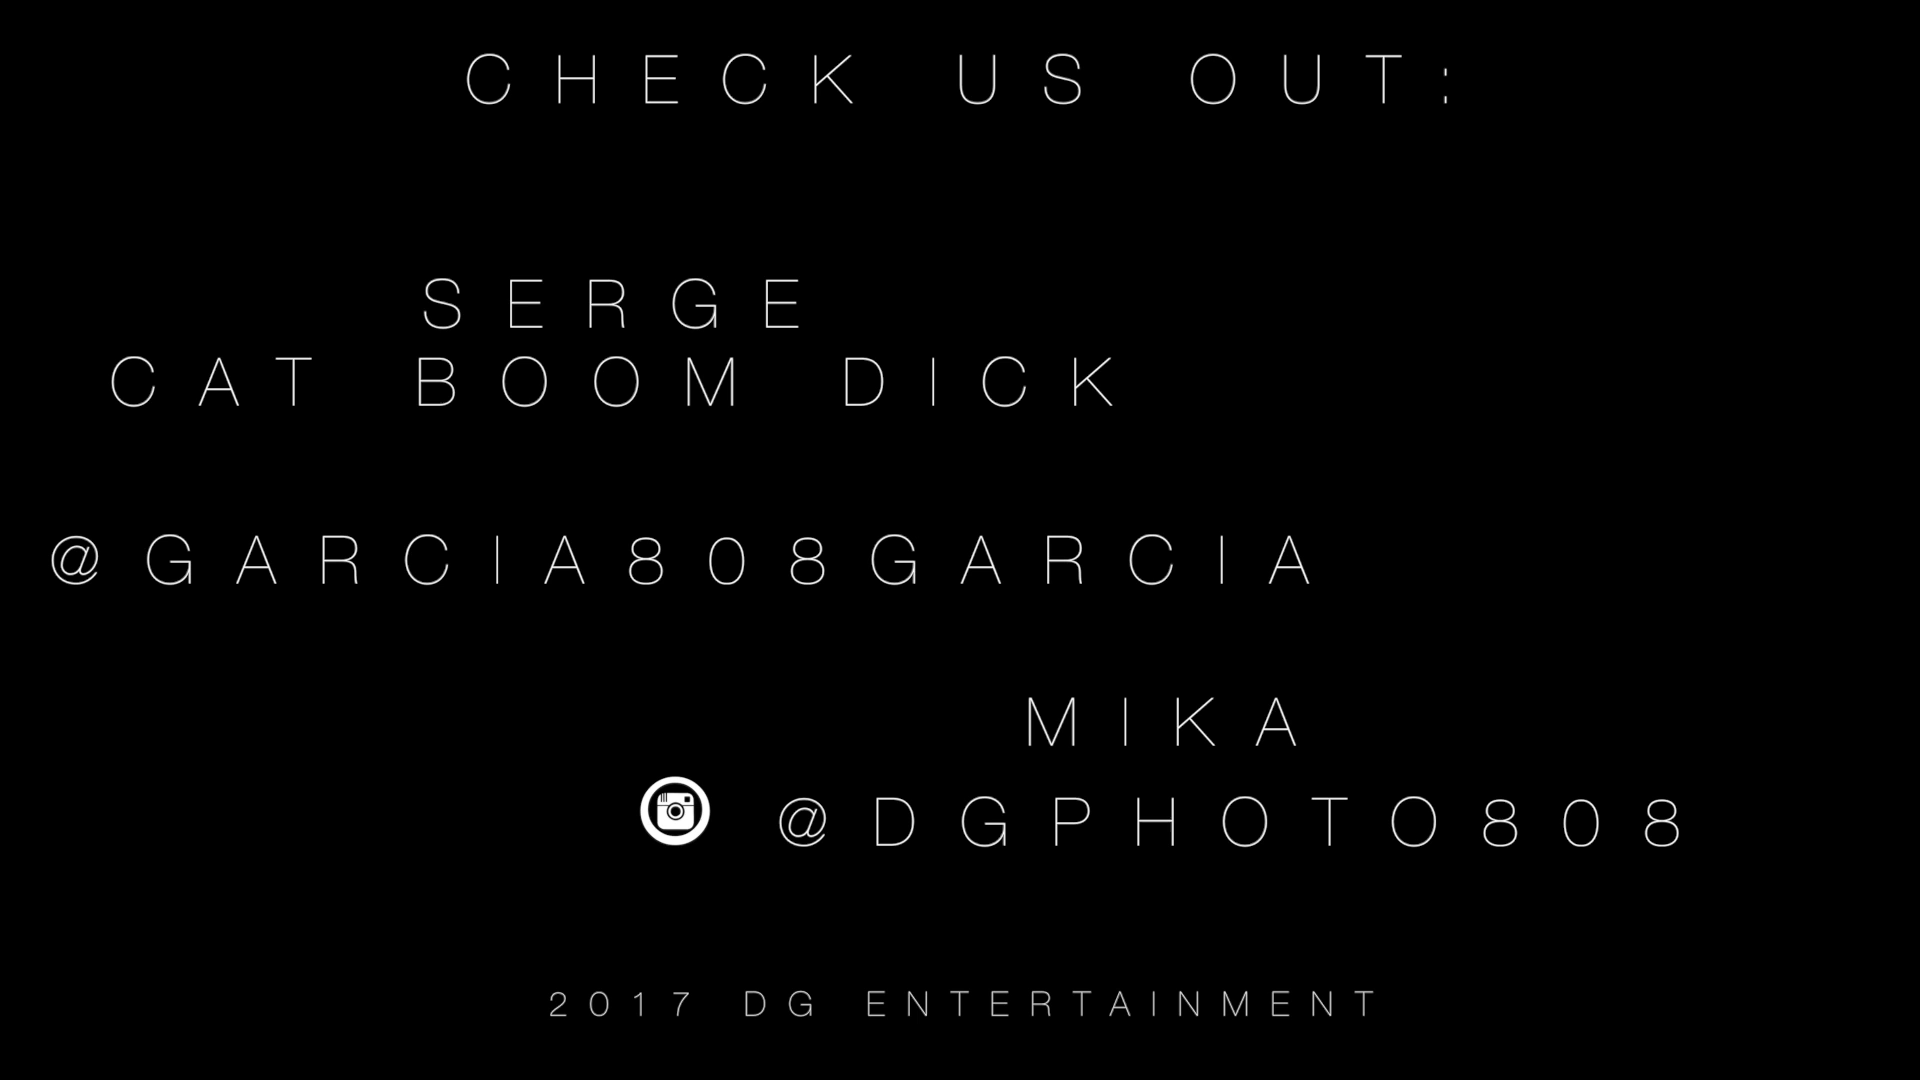 CHECK US OUT:
SERGE
CAT BOOM DICK
@GARCIA808GARCIA
MIKA
@DGPHOTO808
2017 DG ENTERTAINMENT